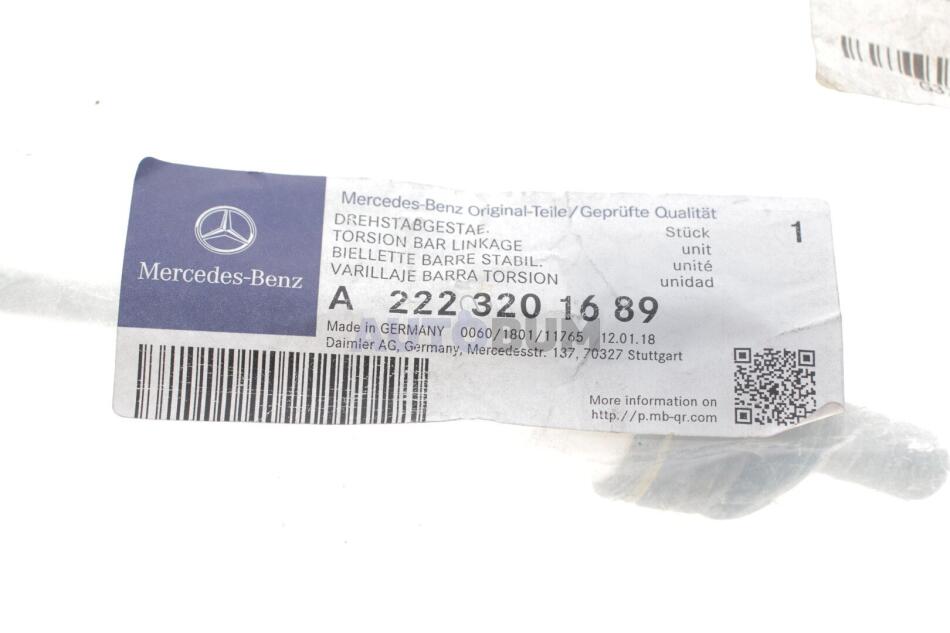 Mercedes-Benz
Mercedes-Benz Original-Teile/Geprüfte Qualität
DREHSTABGESTAE.
TORSION BAR LINKAGE
BIELLETTE BARRE STABIL.
VARILLAJE BARRA TORSION
Stück 1
unit
unité
unidad
A 222 320 16 89
Made in GERMANY 0060/1801/11765 12.01.18
Daimler AG, Germany, Mercedesstr. 137, 70327 Stuttgart
AUTOBUM
More information on
http://p.mb-qr.com